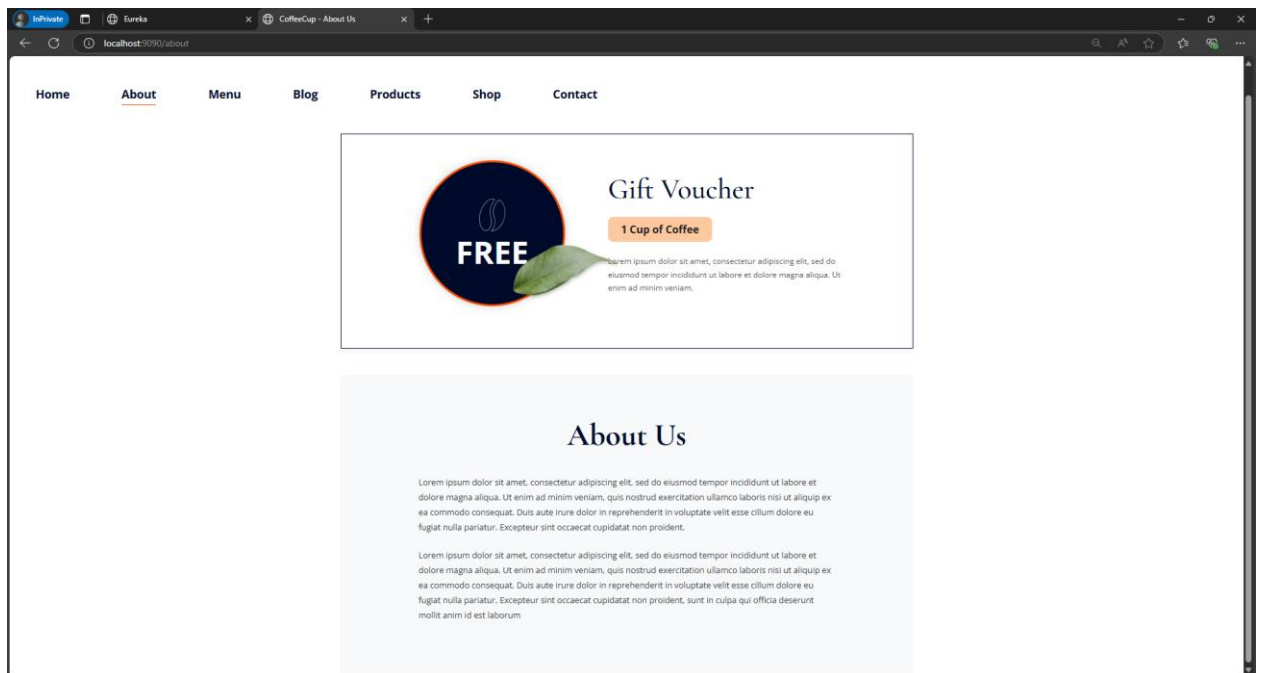 InPrivate Eureka CoffeeCup - About Us
localhost:9090/about
Home About Menu Blog Products Shop Contact
FREE
Gift Voucher
1 Cup of Coffee
Lorem ipsum dolor sit amet, consectetur adipiscing elit, sed do
eiusmod tempor incididunt ut labore et dolore magna aliqua. Ut
enim ad minim veniam.
About Us
Lorem ipsum dolor sit amet, consectetur adipiscing elit, sed do eiusmod tempor incididunt ut labore et
dolore magna aliqua. Ut enim ad minim veniam, quis nostrud exercitation ullamco laboris nisi ut aliquip ex
ea commodo consequat. Duis aute irure dolor in reprehenderit in voluptate velit esse cillum dolore eu
fugiat nulla pariatur. Excepteur sint occaecat cupidatat non proident.
Lorem ipsum dolor sit amet, consectetur adipiscing elit, sed do eiusmod tempor incididunt ut labore et
dolore magna aliqua. Ut enim ad minim veniam, quis nostrud exercitation ullamco laboris nisi ut aliquip ex
ea commodo consequat. Duis aute irure dolor in reprehenderit in voluptate velit esse cillum dolore eu
fugiat nulla pariatur. Excepteur sint occaecat cupidatat non proident, sunt in culpa qui officia deserunt
mollit anim id est laborum